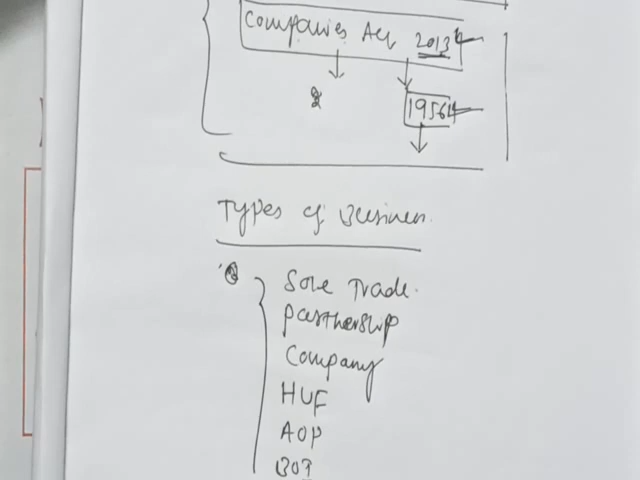 Companies Act 2013
1956
Types of Business.
Sole Trade.
partnership
Company
HUF
AOP
BOI